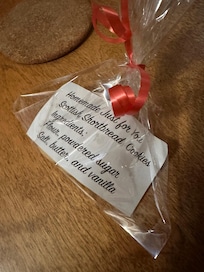 Homemade Just for You
Scottish Shortbread Cookies
Ingredients:
Flour, powdered sugar
Salt, butter, and vanilla.